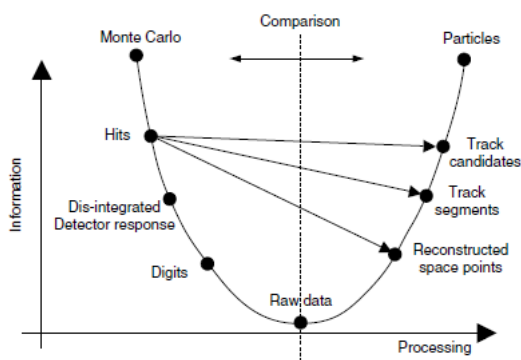 Comparison
Monte Carlo
Particles
Hits
Track
candidates
Dis-integrated
Detector response
Track
segments
Digits
Reconstructed
space points
Raw data
Information
Processing